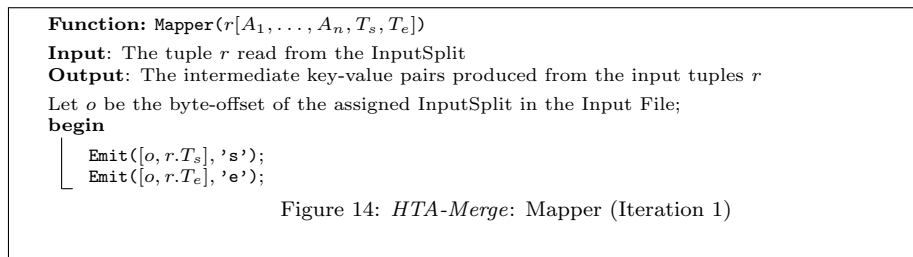 Function: Mapper(r[A₁, . . . , Aₙ, Tₛ, Tₑ])
Input: The tuple r read from the InputSplit
Output: The intermediate key-value pairs produced from the input tuples r
Let o be the byte-offset of the assigned InputSplit in the Input File;
begin
Emit([o, r.Tₛ], 's');
Emit([o, r.Tₑ], 'e');
Figure 14: HTA-Merge: Mapper (Iteration 1)